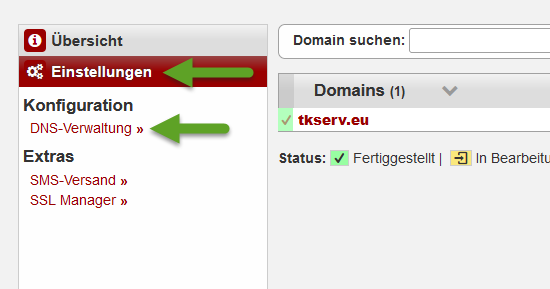 Übersicht
Einstellungen
Konfiguration
DNS-Verwaltung »
Extras
SMS-Versand »
SSL Manager »
Domain suchen:
Domains (1)
tkserv.eu
Status: Fertiggestellt | In Bearbeitu